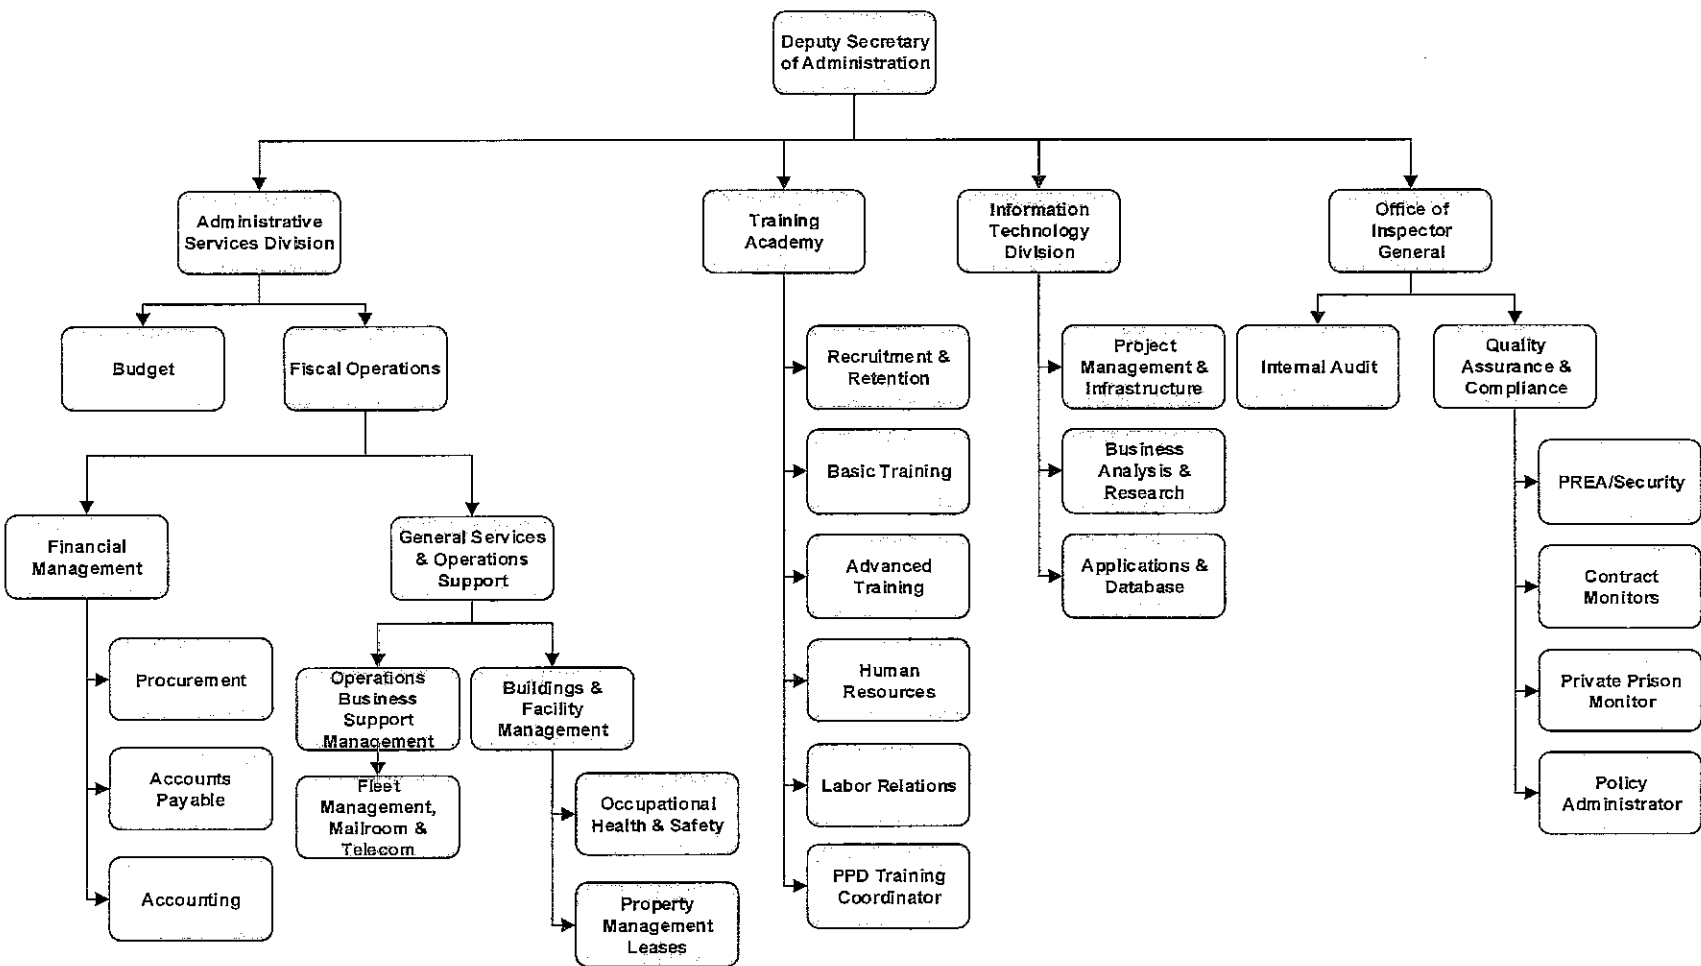 Deputy Secretary
of Administration
Administrative
Services Division
Training
Academy
Information
Technology
Division
Office of
Inspector
General
Budget
Fiscal Operations
Recruitment &
Retention
Project
Management &
Infrastructure
Internal Audit
Quality
Assurance &
Compliance
Basic Training
Business
Analysis &
Research
PREA/Security
Financial
Management
General Services
& Operations
Support
Advanced
Training
Applications &
Database
Contract
Monitors
Procurement
Operations
Business
Support
Management
Buildings &
Facility
Management
Human
Resources
Private Prison
Monitor
Accounts
Payable
Fleet
Management,
Mailroom &
Telecom
Occupational
Health & Safety
Labor Relations
Policy
Administrator
Accounting
Property
Management
Leases
PPD Training
Coordinator